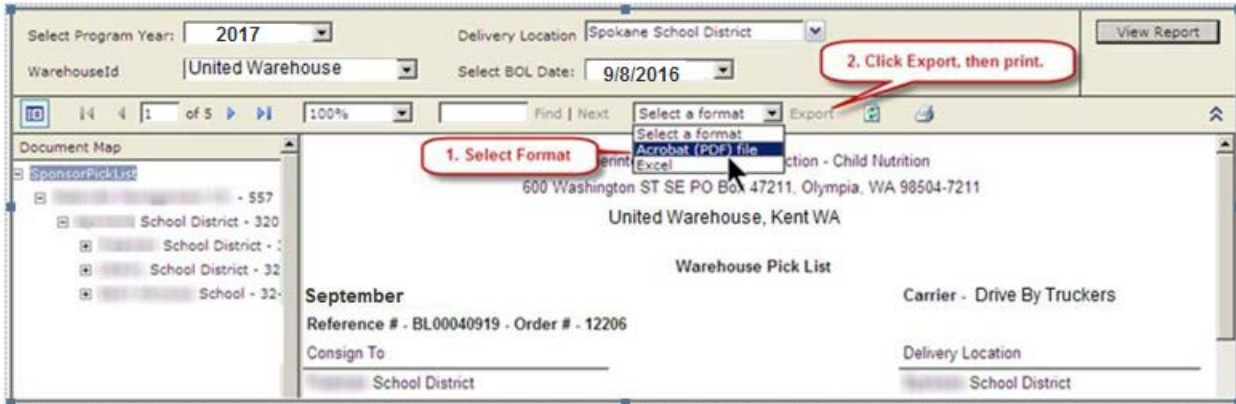 Select Program Year: 2017 Delivery Location Spokane School District View Report
WarehouseId United Warehouse Select BOL Date: 9/8/2016
2. Click Export, then print.
1 of 5 100% Find | Next Select a format Export
Select a format
Acrobat (PDF) file
Excel
1. Select Format
Document Map
SponsorPickList
- 557
School District - 320
School District -
School District - 32
School - 32-
ction - Child Nutrition
600 Washington ST SE PO Box 47211, Olympia, WA 98504-7211
United Warehouse, Kent WA
Warehouse Pick List
September Carrier - Drive By Truckers
Reference # - BL00040919 - Order # - 12206
Consign To Delivery Location
School District School District